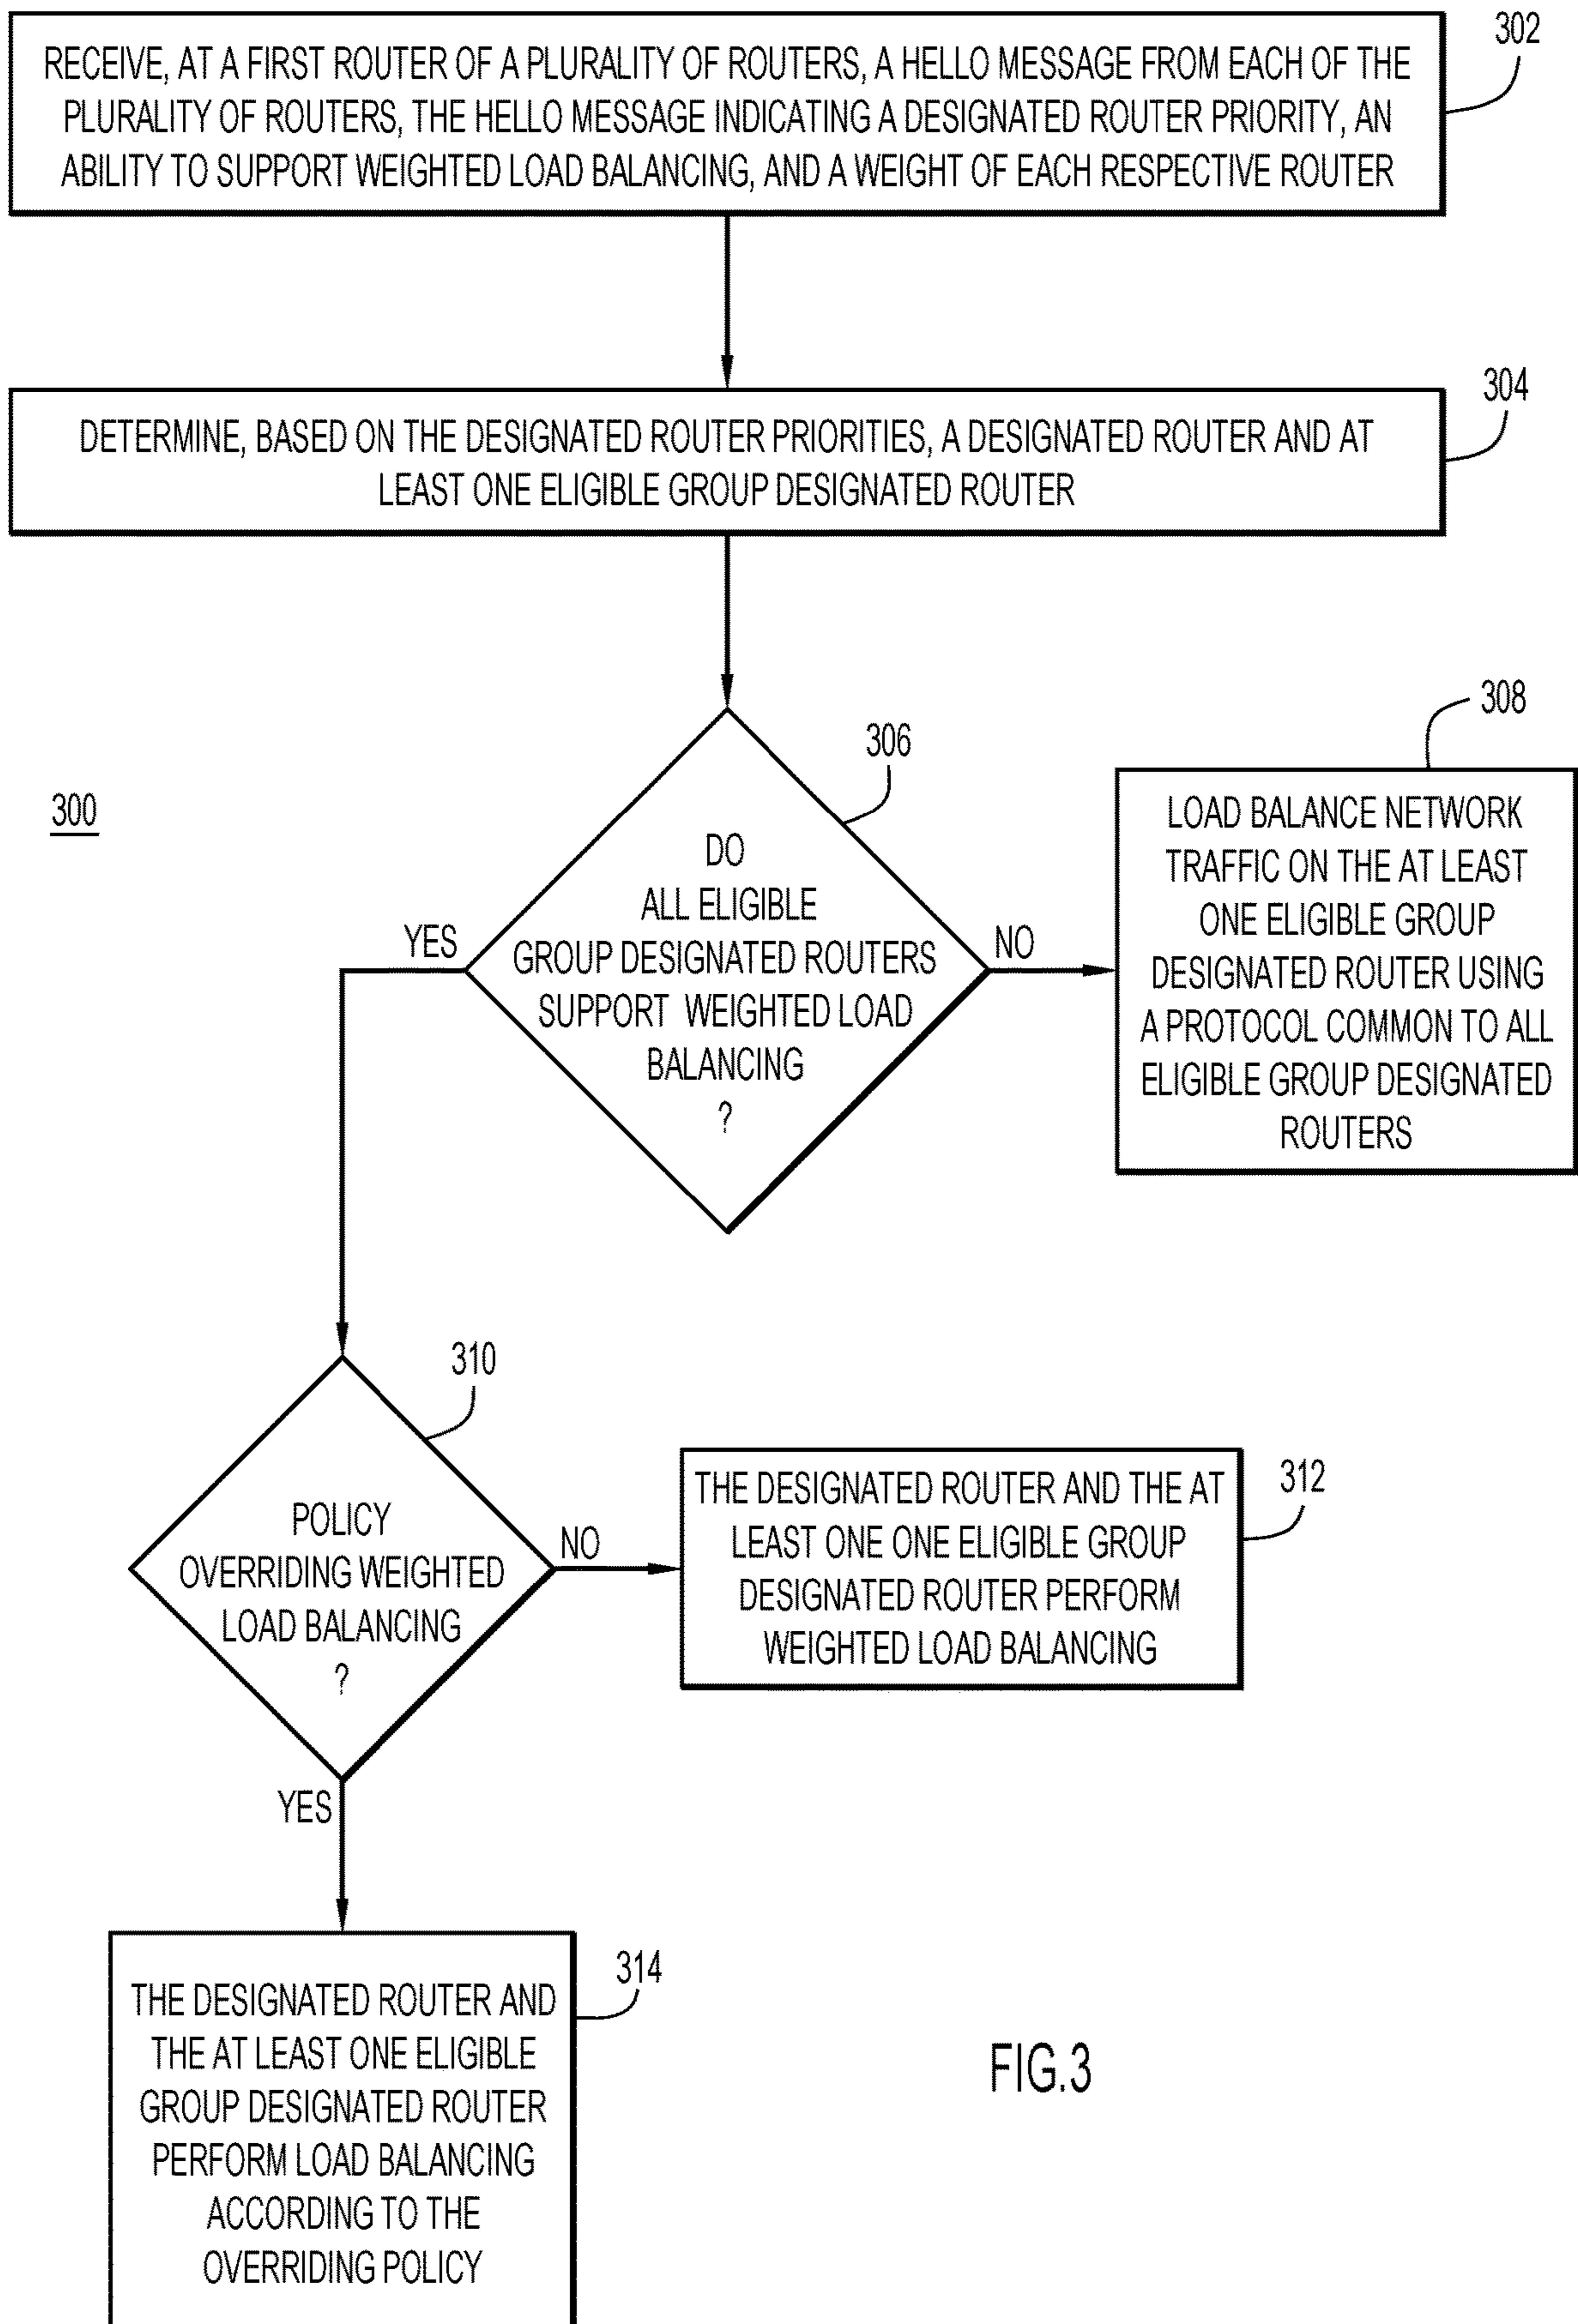 302
RECEIVE, AT A FIRST ROUTER OF A PLURALITY OF ROUTERS, A HELLO MESSAGE FROM EACH OF THE
PLURALITY OF ROUTERS, THE HELLO MESSAGE INDICATING A DESIGNATED ROUTER PRIORITY, AN
ABILITY TO SUPPORT WEIGHTED LOAD BALANCING, AND A WEIGHT OF EACH RESPECTIVE ROUTER
304
DETERMINE, BASED ON THE DESIGNATED ROUTER PRIORITIES, A DESIGNATED ROUTER AND AT
LEAST ONE ELIGIBLE GROUP DESIGNATED ROUTER
300
306
DO
ALL ELIGIBLE
GROUP DESIGNATED ROUTERS
SUPPORT WEIGHTED LOAD
BALANCING
?
YES
NO
308
LOAD BALANCE NETWORK
TRAFFIC ON THE AT LEAST
ONE ELIGIBLE GROUP
DESIGNATED ROUTER USING
A PROTOCOL COMMON TO ALL
ELIGIBLE GROUP DESIGNATED
ROUTERS
310
POLICY
OVERRIDING WEIGHTED
LOAD BALANCING
?
NO
312
THE DESIGNATED ROUTER AND THE AT
LEAST ONE ONE ELIGIBLE GROUP
DESIGNATED ROUTER PERFORM
WEIGHTED LOAD BALANCING
YES
314
THE DESIGNATED ROUTER AND
THE AT LEAST ONE ELIGIBLE
GROUP DESIGNATED ROUTER
PERFORM LOAD BALANCING
ACCORDING TO THE
OVERRIDING POLICY
FIG.3